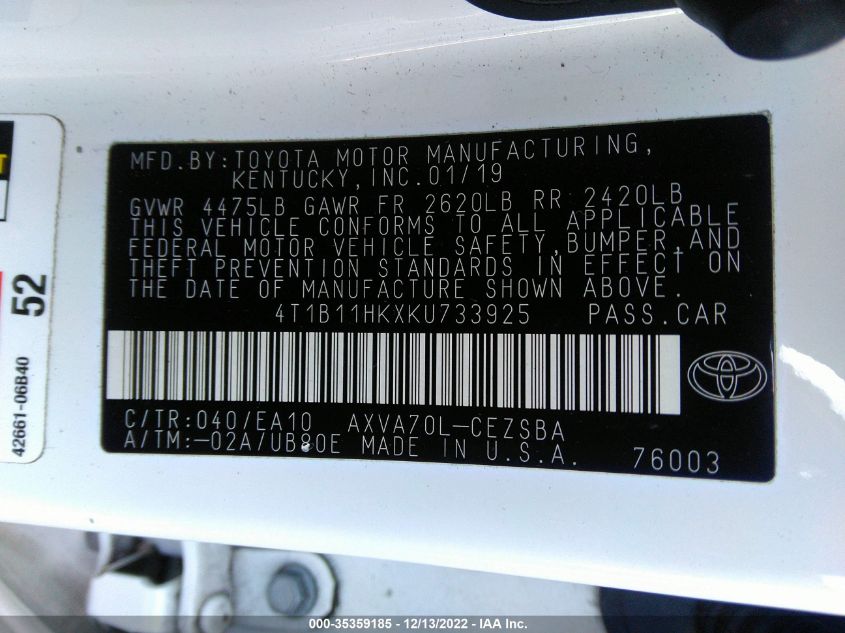 MFD.BY:TOYOTA MOTOR MANUFACTURING,
KENTUCKY,INC.01/19
GVWR 4475LB GAWR FR 2620LB RR 2420LB
THIS VEHICLE CONFORMS TO ALL APPLICABLE
FEDERAL MOTOR VEHICLE SAFETY,BUMPER,AND
THEFT PREVENTION STANDARDS IN EFFECT ON
THE DATE OF MANUFACTURE SHOWN ABOVE.
4T1B11HKXKU733925 PASS.CAR
C/TR:040/EA10 AXVA70L-CEZSBA
A/TM:-02A/UB80E MADE IN U.S.A. 76003
52
42661-06B40
000-35359185 - 12/13/2022 - IAA Inc.